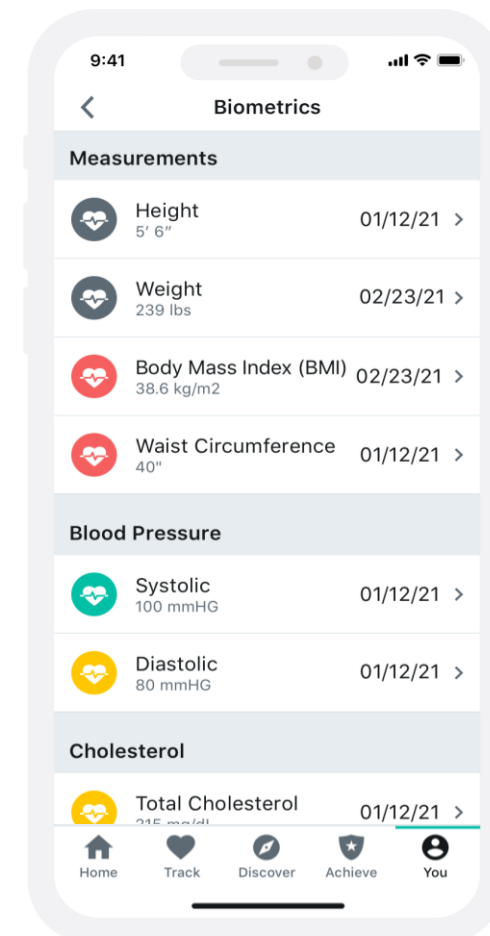 9:41
Biometrics
Measurements
Height
5’ 6”
01/12/21
Weight
239 lbs
02/23/21
Body Mass Index (BMI)
38.6 kg/m2
02/23/21
Waist Circumference
40"
01/12/21
Blood Pressure
Systolic
100 mmHG
01/12/21
Diastolic
80 mmHG
01/12/21
Cholesterol
Total Cholesterol
215 mg/dl
01/12/21
Home Track Discover Achieve You